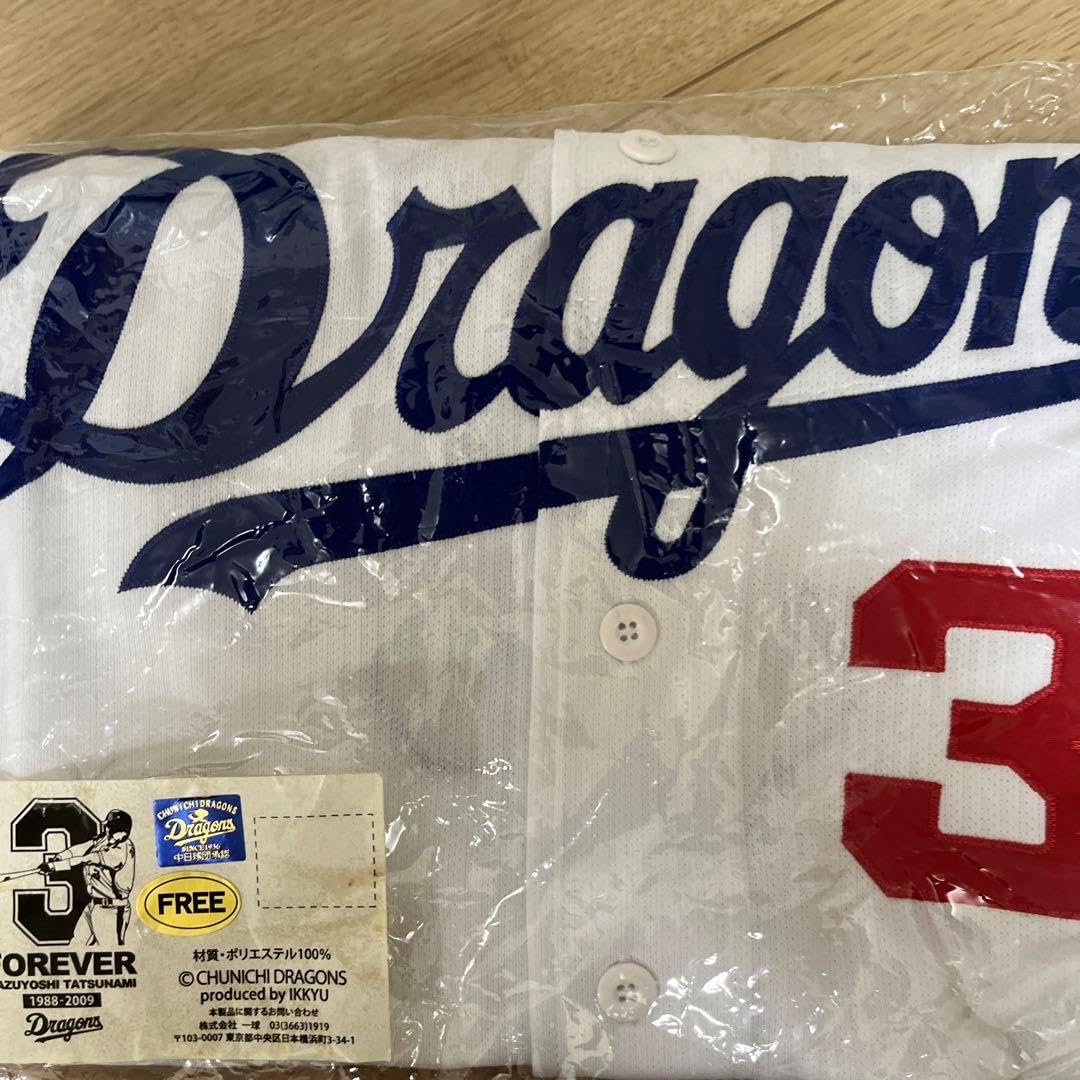 Dragon
3
3
FOREVER
AZUYOSHI TATSUNAMI
1988-2009
Dragons
CHUNICHI DRAGONS
Dragons
SINCE 1936
中日球団承認
FREE
材質・ポリエステル100%
© CHUNICHI DRAGONS
produced by IKKYU
本製品に関するお問い合わせ
株式会社 一球 03(3663)1919
〒103-0007 東京都中央区日本橋浜町3-34-1